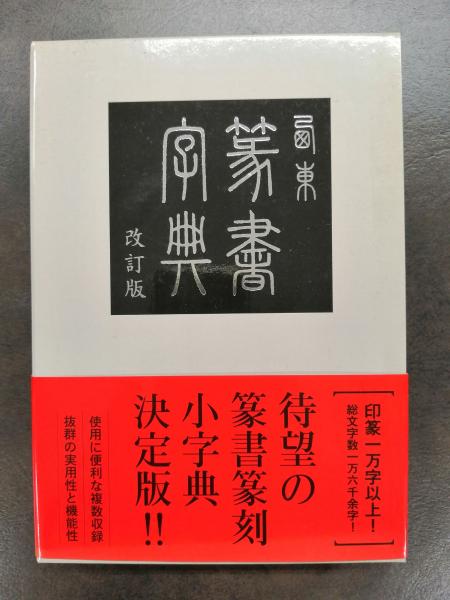 西東
篆書
字典
改訂版
印篆一万字以上！
総文字数一万六千余字！
待望の
篆書篆刻
小字典
決定版!!
使用に便利な複数収録
抜群の実用性と機能性